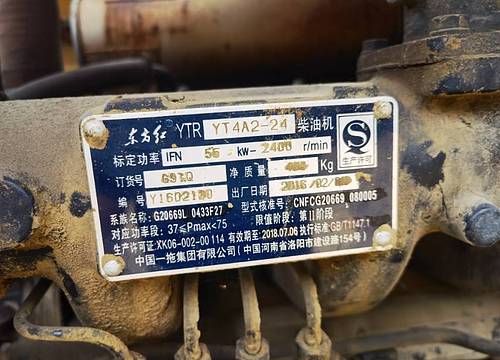 东方红 YTR YT4A2-24 柴油机
标定功率 IFN 56 kw- 2400 r/min
订货号 G9TQ 净质量 Kg
编号 Y1602190 出厂日期 2016/02/
系族名称: G20669L 0433F27 型式核准号: CNFCG20669 080005
对应功率段: 37≤Pmax<75 限值阶段: 第Ⅱ阶段
生产许可证:XK06-002-00114 有效期至: 2018.07.06 执行标准:GB/T1147.1
中国一拖集团有限公司(中国河南省洛阳市建设路154号)
生产许可